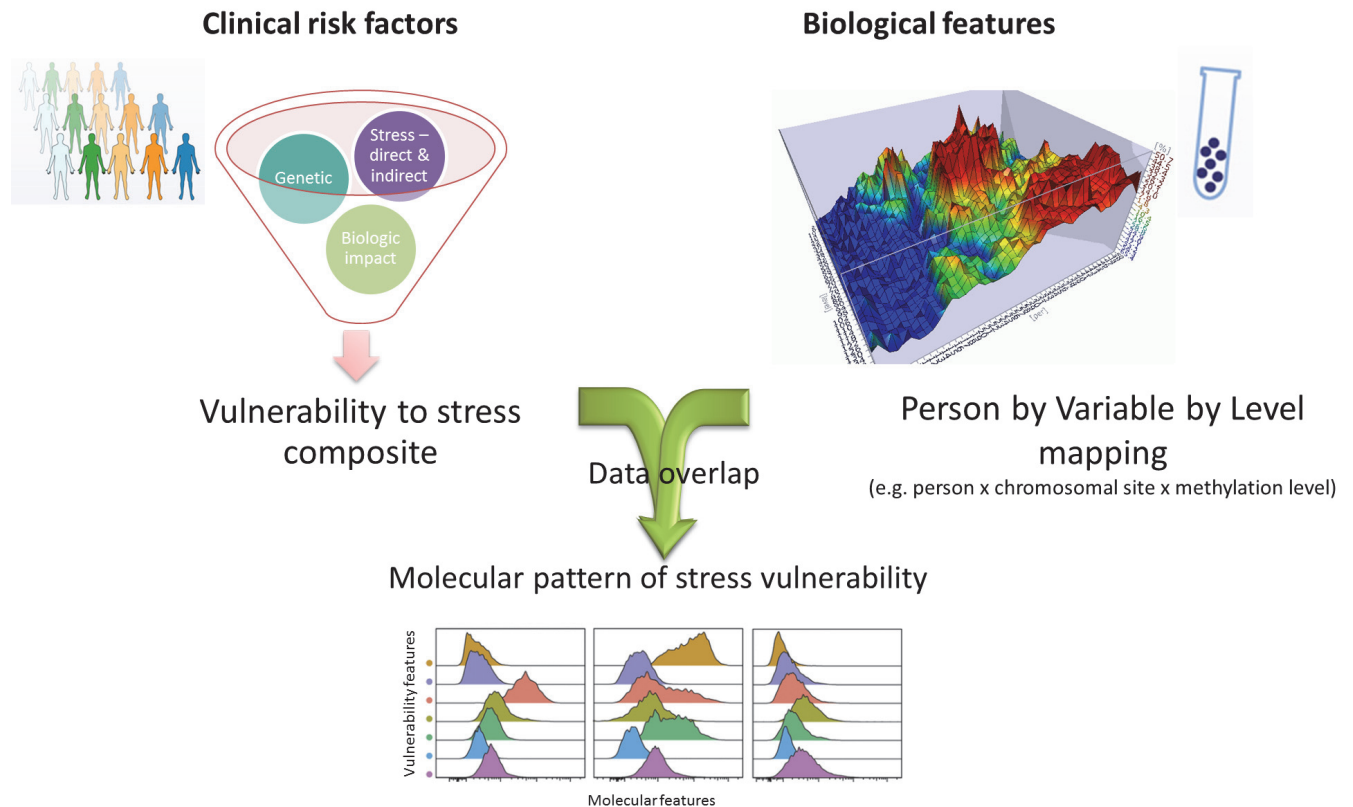 Clinical risk factors
Biological features
Stress –
direct &
indirect
Genetic
Biologic
impact
[%]
[per]
Vulnerability to stress
composite
Data overlap
Person by Variable by Level
mapping
(e.g. person x chromosomal site x methylation level)
Molecular pattern of stress vulnerability
Vulnerability features
Molecular features